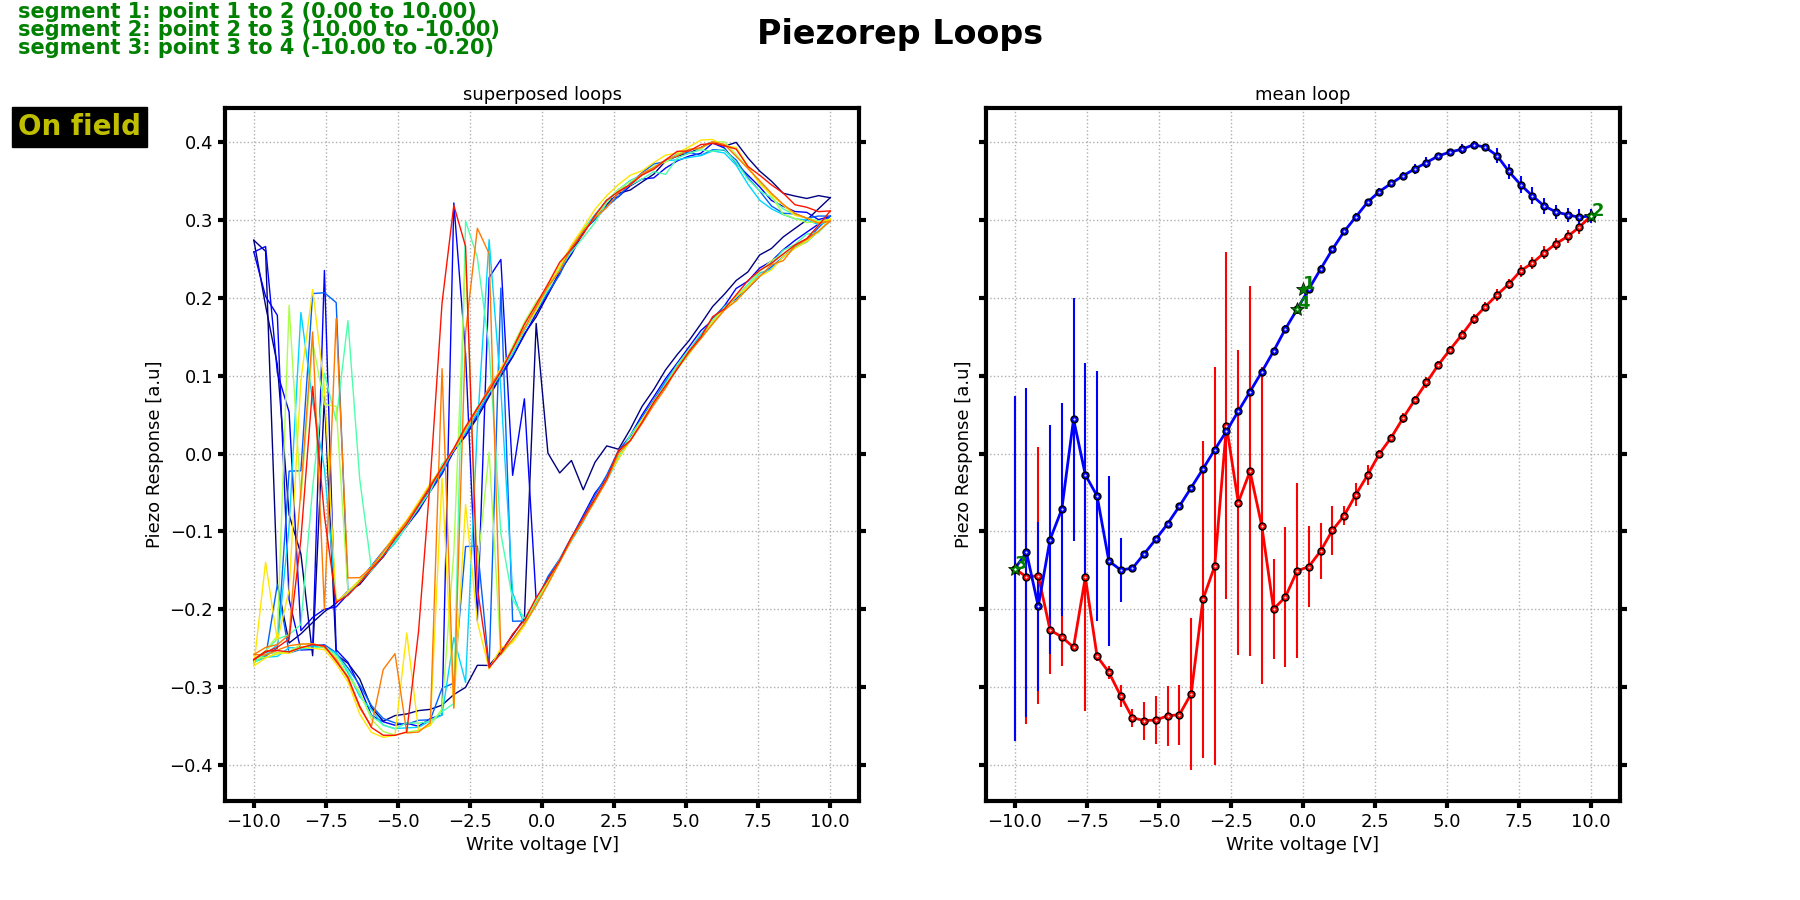 segment 1: point 1 to 2 (0.00 to 10.00)
segment 2: point 2 to 3 (10.00 to -10.00)
segment 3: point 3 to 4 (-10.00 to -0.20)
Piezorep Loops
On field
superposed loops
0.4
0.3
0.2
0.1
0.0
−0.1
−0.2
−0.3
−0.4
Piezo Response [a.u]
−10.0 −7.5 −5.0 −2.5 0.0 2.5 5.0 7.5 10.0
Write voltage [V]
mean loop
1
2
3
4
Piezo Response [a.u]
−10.0 −7.5 −5.0 −2.5 0.0 2.5 5.0 7.5 10.0
Write voltage [V]